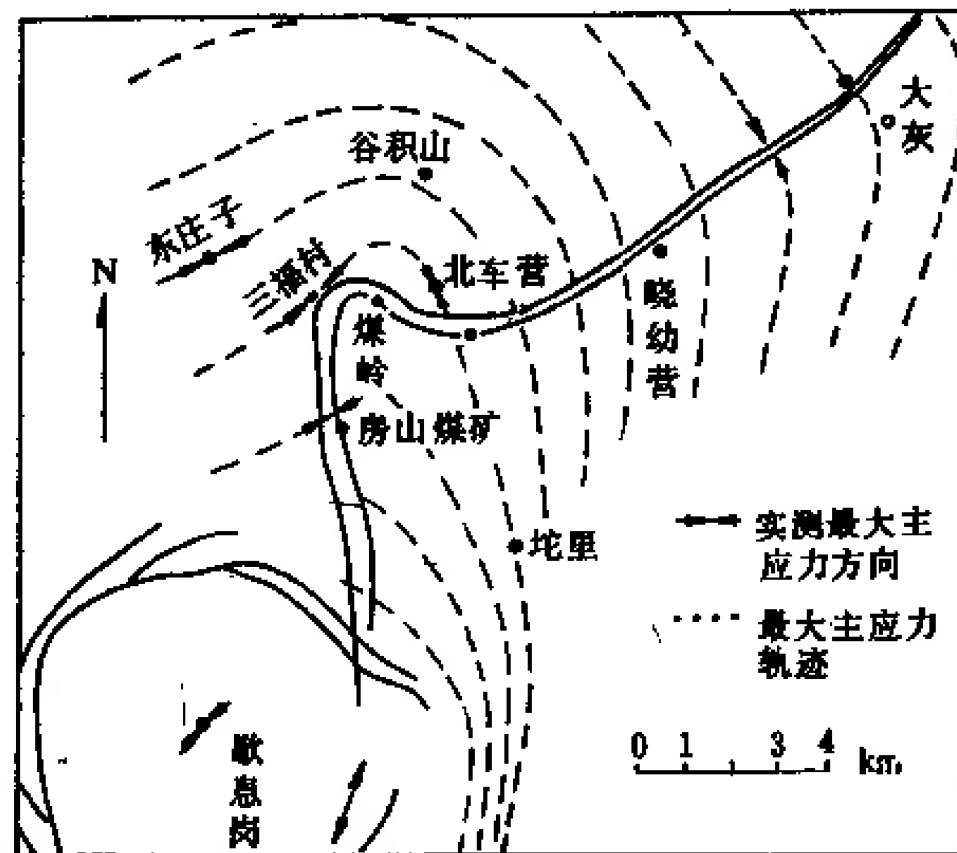 大灰
谷积山
东庄子
三福村
N
北车营
晓幼营
煤岭
房山煤矿
坨里
实测最大主
应力方向
最大主应力
轨迹
歇息岗
0 1 3 4 km